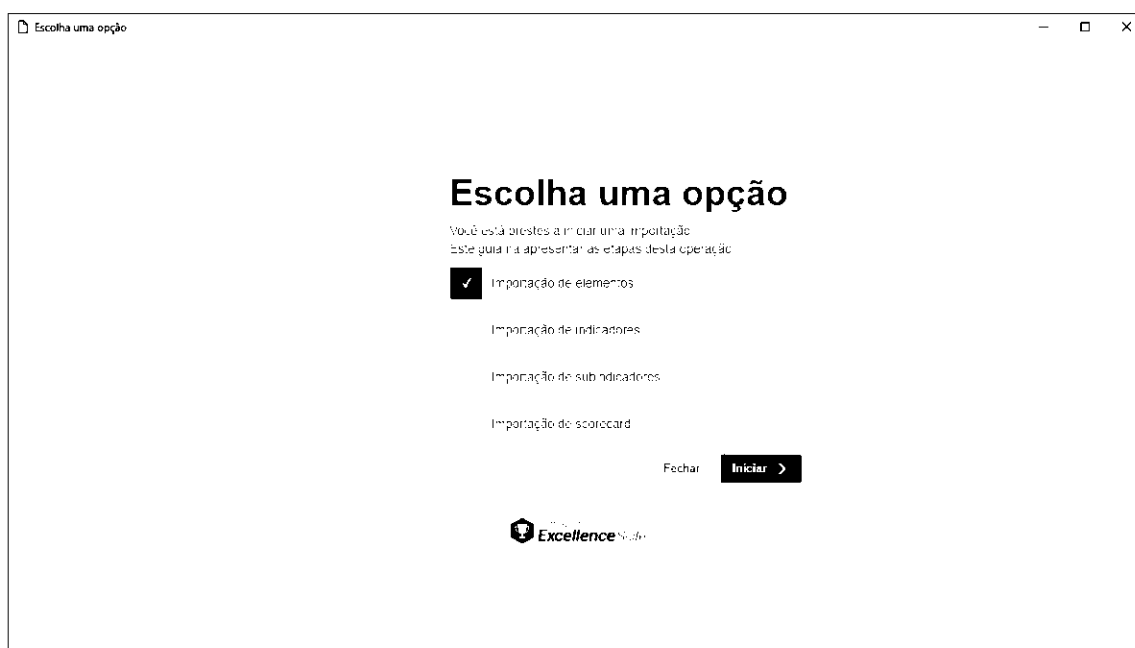 Escolha uma opção
Escolha uma opção
Você está prestes a iniciar uma importação
Este guia irá apresentar as etapas desta operação
Importação de elementos
Importação de indicadores
Importação de subindicadores
Importação de scorecard
Fechar
Iniciar
Excellence